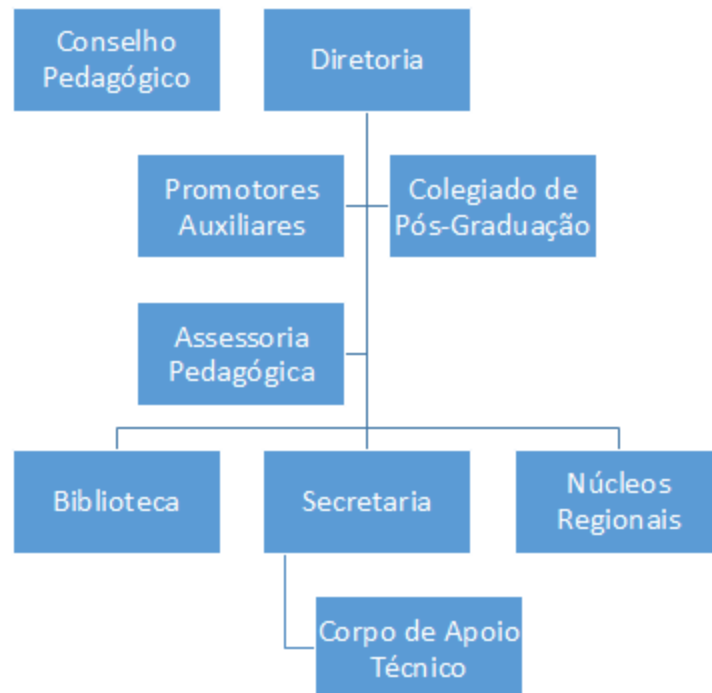 Conselho
Pedagógico
Diretoria
Promotores
Auxiliares
Colegiado de
Pós-Graduação
Assessoria
Pedagógica
Biblioteca
Secretaria
Núcleos
Regionais
Corpo de Apoio
Técnico